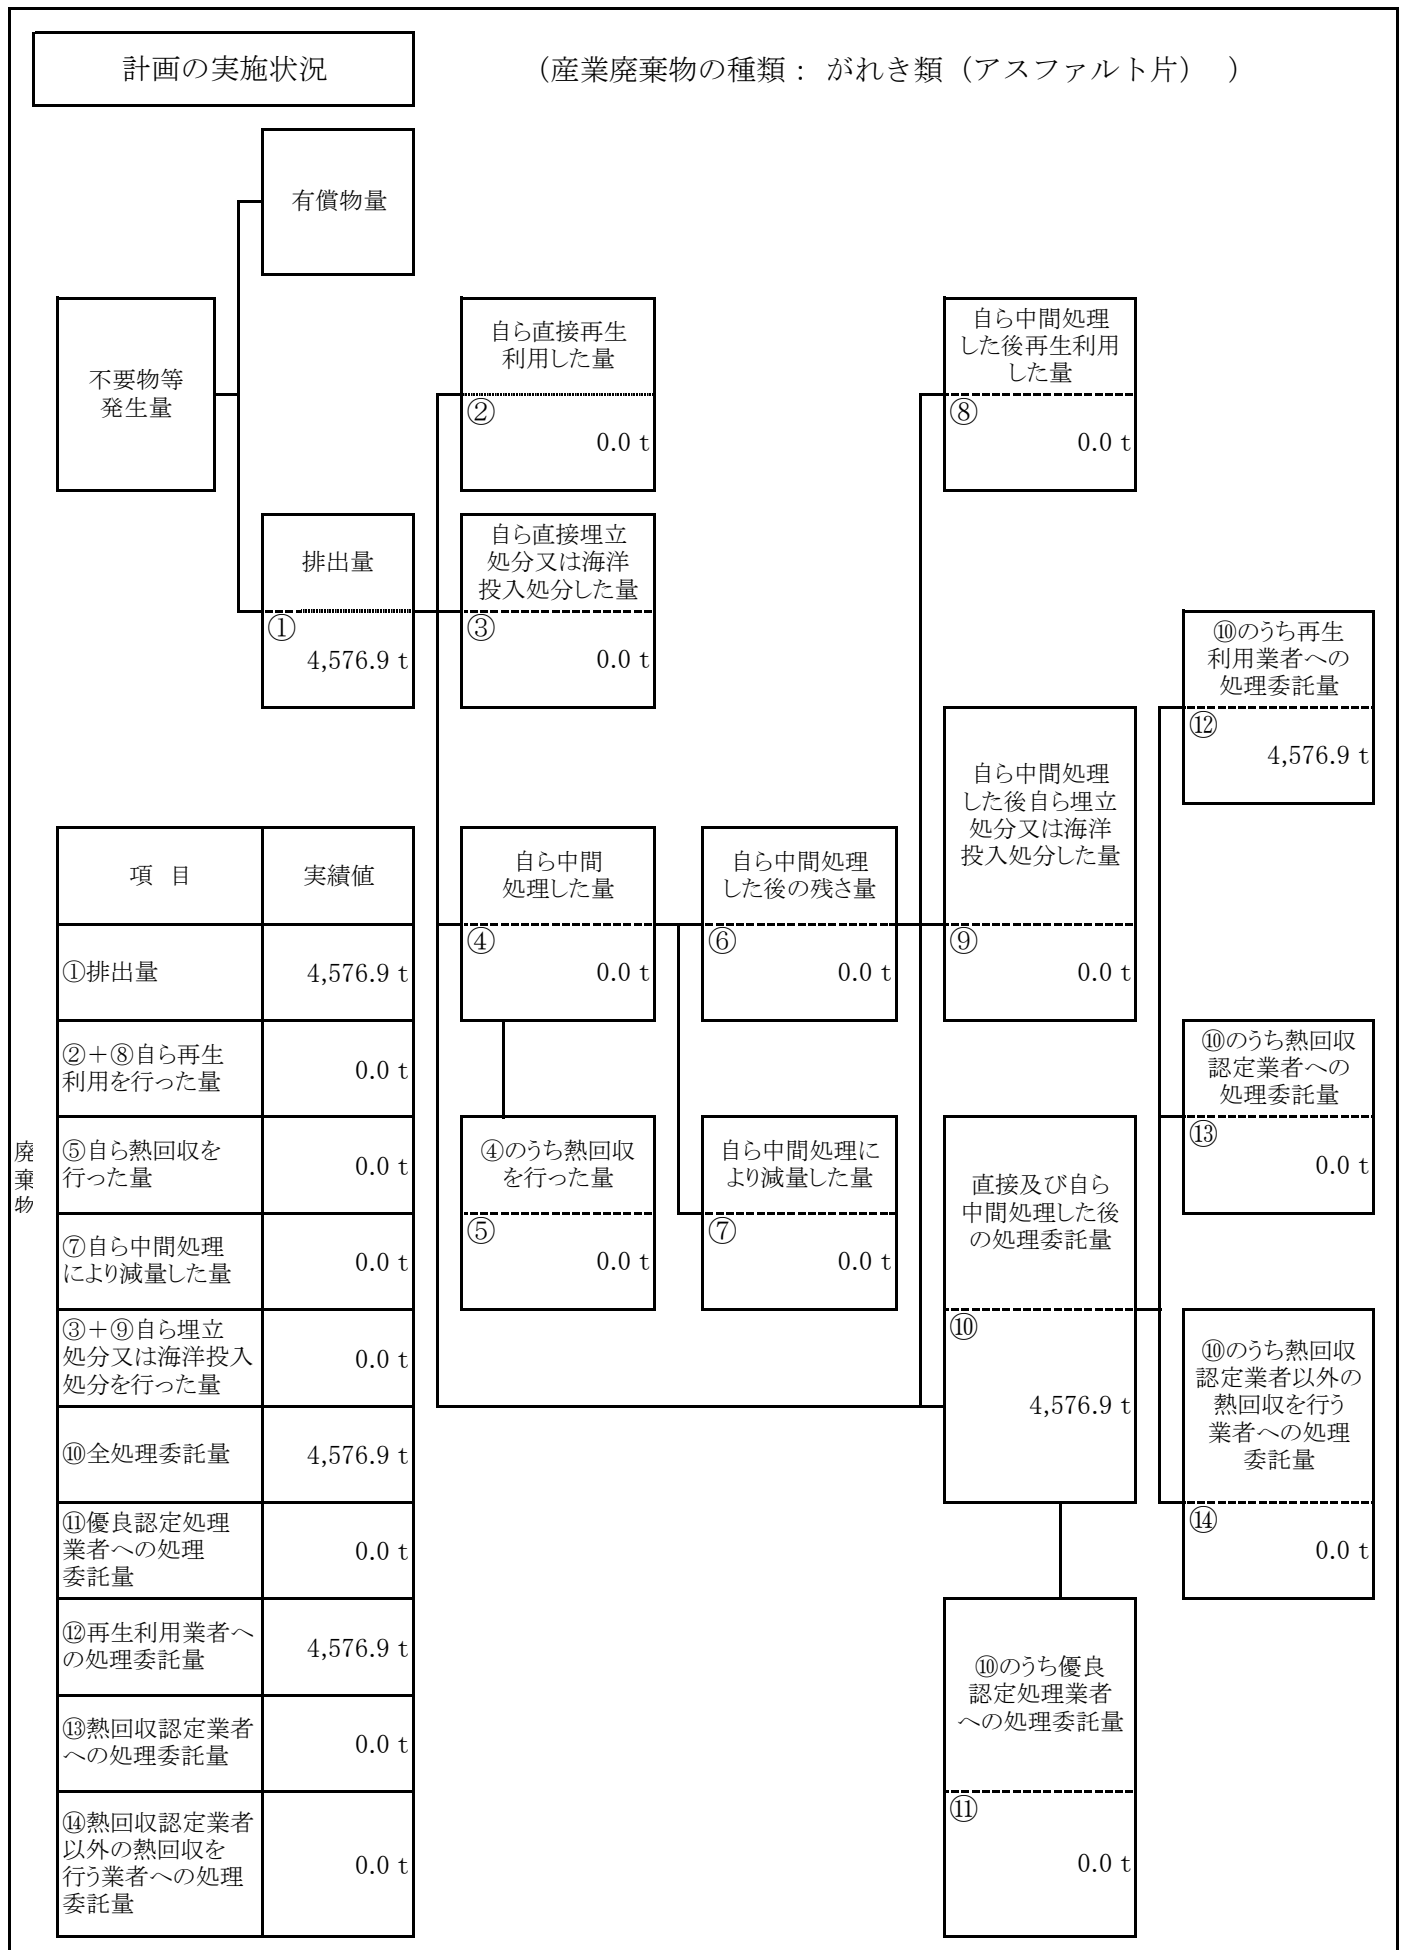 計画の実施状況
（産業廃棄物の種類： がれき類（アスファルト片） ）
有償物量
不要物等
発生量
自ら直接再生
利用した量
②
0.0 t
自ら中間処理
した後再生利用
した量
⑧
0.0 t
排出量
①
4,576.9 t
自ら直接埋立
処分又は海洋
投入処分した量
③
0.0 t
⑩のうち再生
利用業者への
処理委託量
⑫
4,576.9 t
自ら中間処理
した後自ら埋立
処分又は海洋
投入処分した量
⑨
0.0 t
自ら中間
処理した量
④
0.0 t
自ら中間処理
した後の残さ量
⑥
0.0 t
⑩のうち熱回収
認定業者への
処理委託量
⑬
0.0 t
④のうち熱回収
を行った量
⑤
0.0 t
自ら中間処理に
より減量した量
⑦
0.0 t
直接及び自ら
中間処理した後
の処理委託量
⑩
4,576.9 t
⑩のうち熱回収
認定業者以外の
熱回収を行う
業者への処理
委託量
⑭
0.0 t
⑩のうち優良
認定処理業者
への処理委託量
⑪
0.0 t
項 目 実績値
①排出量 4,576.9 t
②＋⑧自ら再生
利用を行った量
0.0 t
⑤自ら熱回収を
行った量
0.0 t
⑦自ら中間処理
により減量した量
0.0 t
③＋⑨自ら埋立
処分又は海洋投入
処分を行った量
0.0 t
⑩全処理委託量 4,576.9 t
⑪優良認定処理
業者への処理
委託量
0.0 t
⑫再生利用業者へ
の処理委託量
4,576.9 t
⑬熱回収認定業者
への処理委託量
0.0 t
⑭熱回収認定業者
以外の熱回収を
行う業者への処理
委託量
0.0 t
廃
棄
物